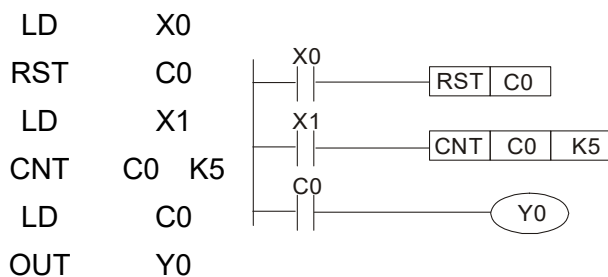 LD X0
RST C0
LD X1
CNT C0 K5
LD C0
OUT Y0
X0
RST C0
X1
CNT C0 K5
C0
Y0